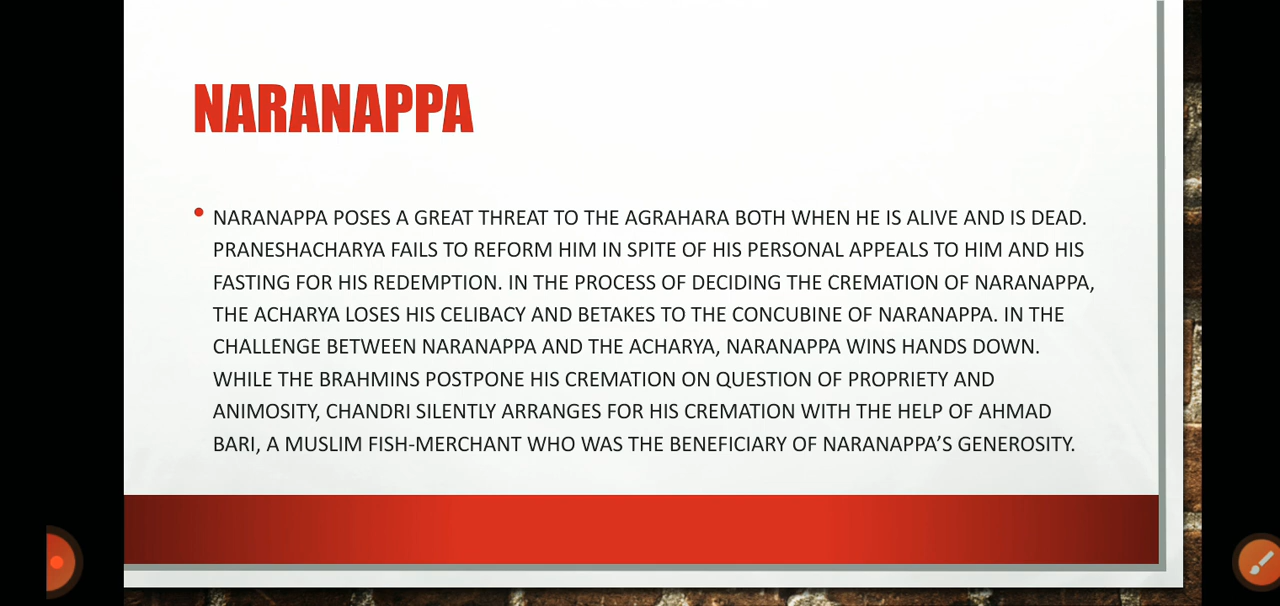 NARANAPPA
• NARANAPPA POSES A GREAT THREAT TO THE AGRAHARA BOTH WHEN HE IS ALIVE AND IS DEAD.
PRANESHACHARYA FAILS TO REFORM HIM IN SPITE OF HIS PERSONAL APPEALS TO HIM AND HIS
FASTING FOR HIS REDEMPTION. IN THE PROCESS OF DECIDING THE CREMATION OF NARANAPPA,
THE ACHARYA LOSES HIS CELIBACY AND BETAKES TO THE CONCUBINE OF NARANAPPA. IN THE
CHALLENGE BETWEEN NARANAPPA AND THE ACHARYA, NARANAPPA WINS HANDS DOWN.
WHILE THE BRAHMINS POSTPONE HIS CREMATION ON QUESTION OF PROPRIETY AND
ANIMOSITY, CHANDRI SILENTLY ARRANGES FOR HIS CREMATION WITH THE HELP OF AHMAD
BARI, A MUSLIM FISH-MERCHANT WHO WAS THE BENEFICIARY OF NARANAPPA’S GENEROSITY.